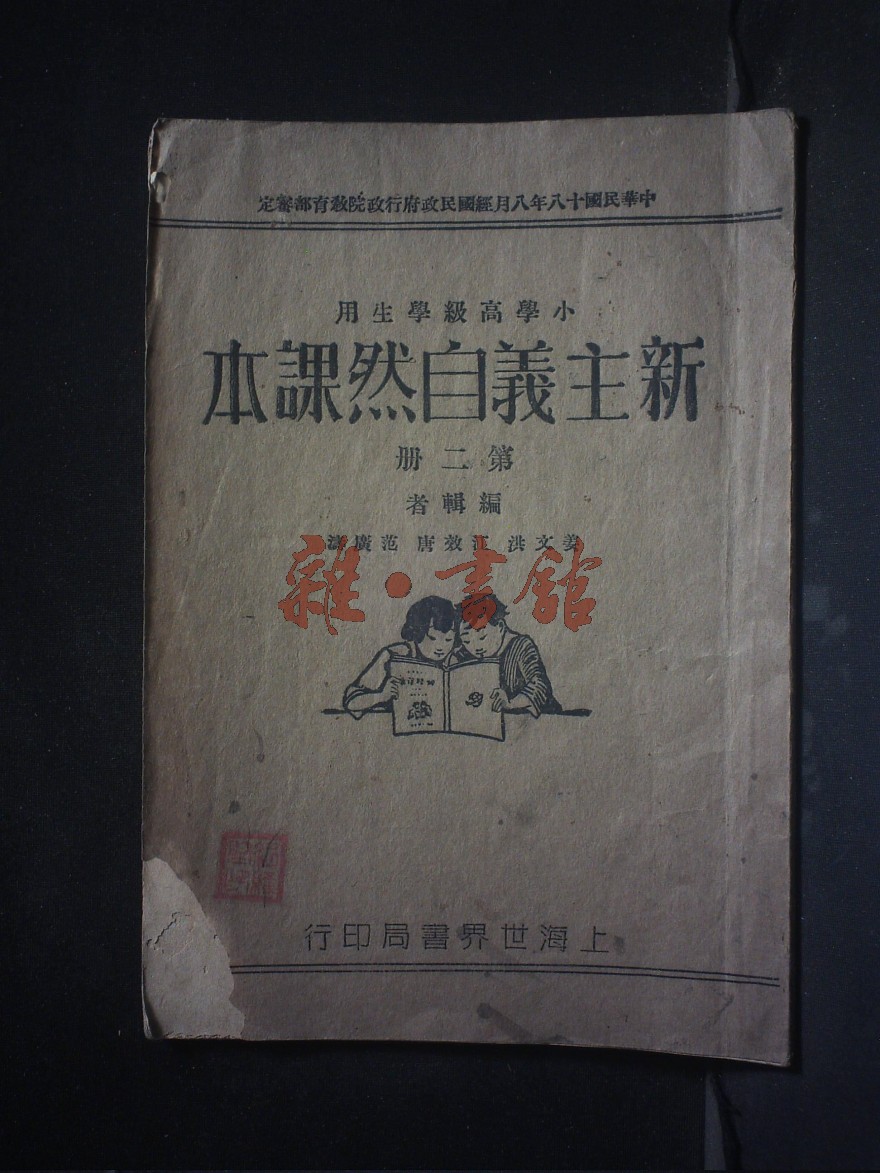 中華民國十八年八月經國民政府行政院教育部審定
小學高級學生用
新主義自然課本
第二册
編輯者
姜文洪 江效唐 范廣
雜·書館
上海世界書局印行